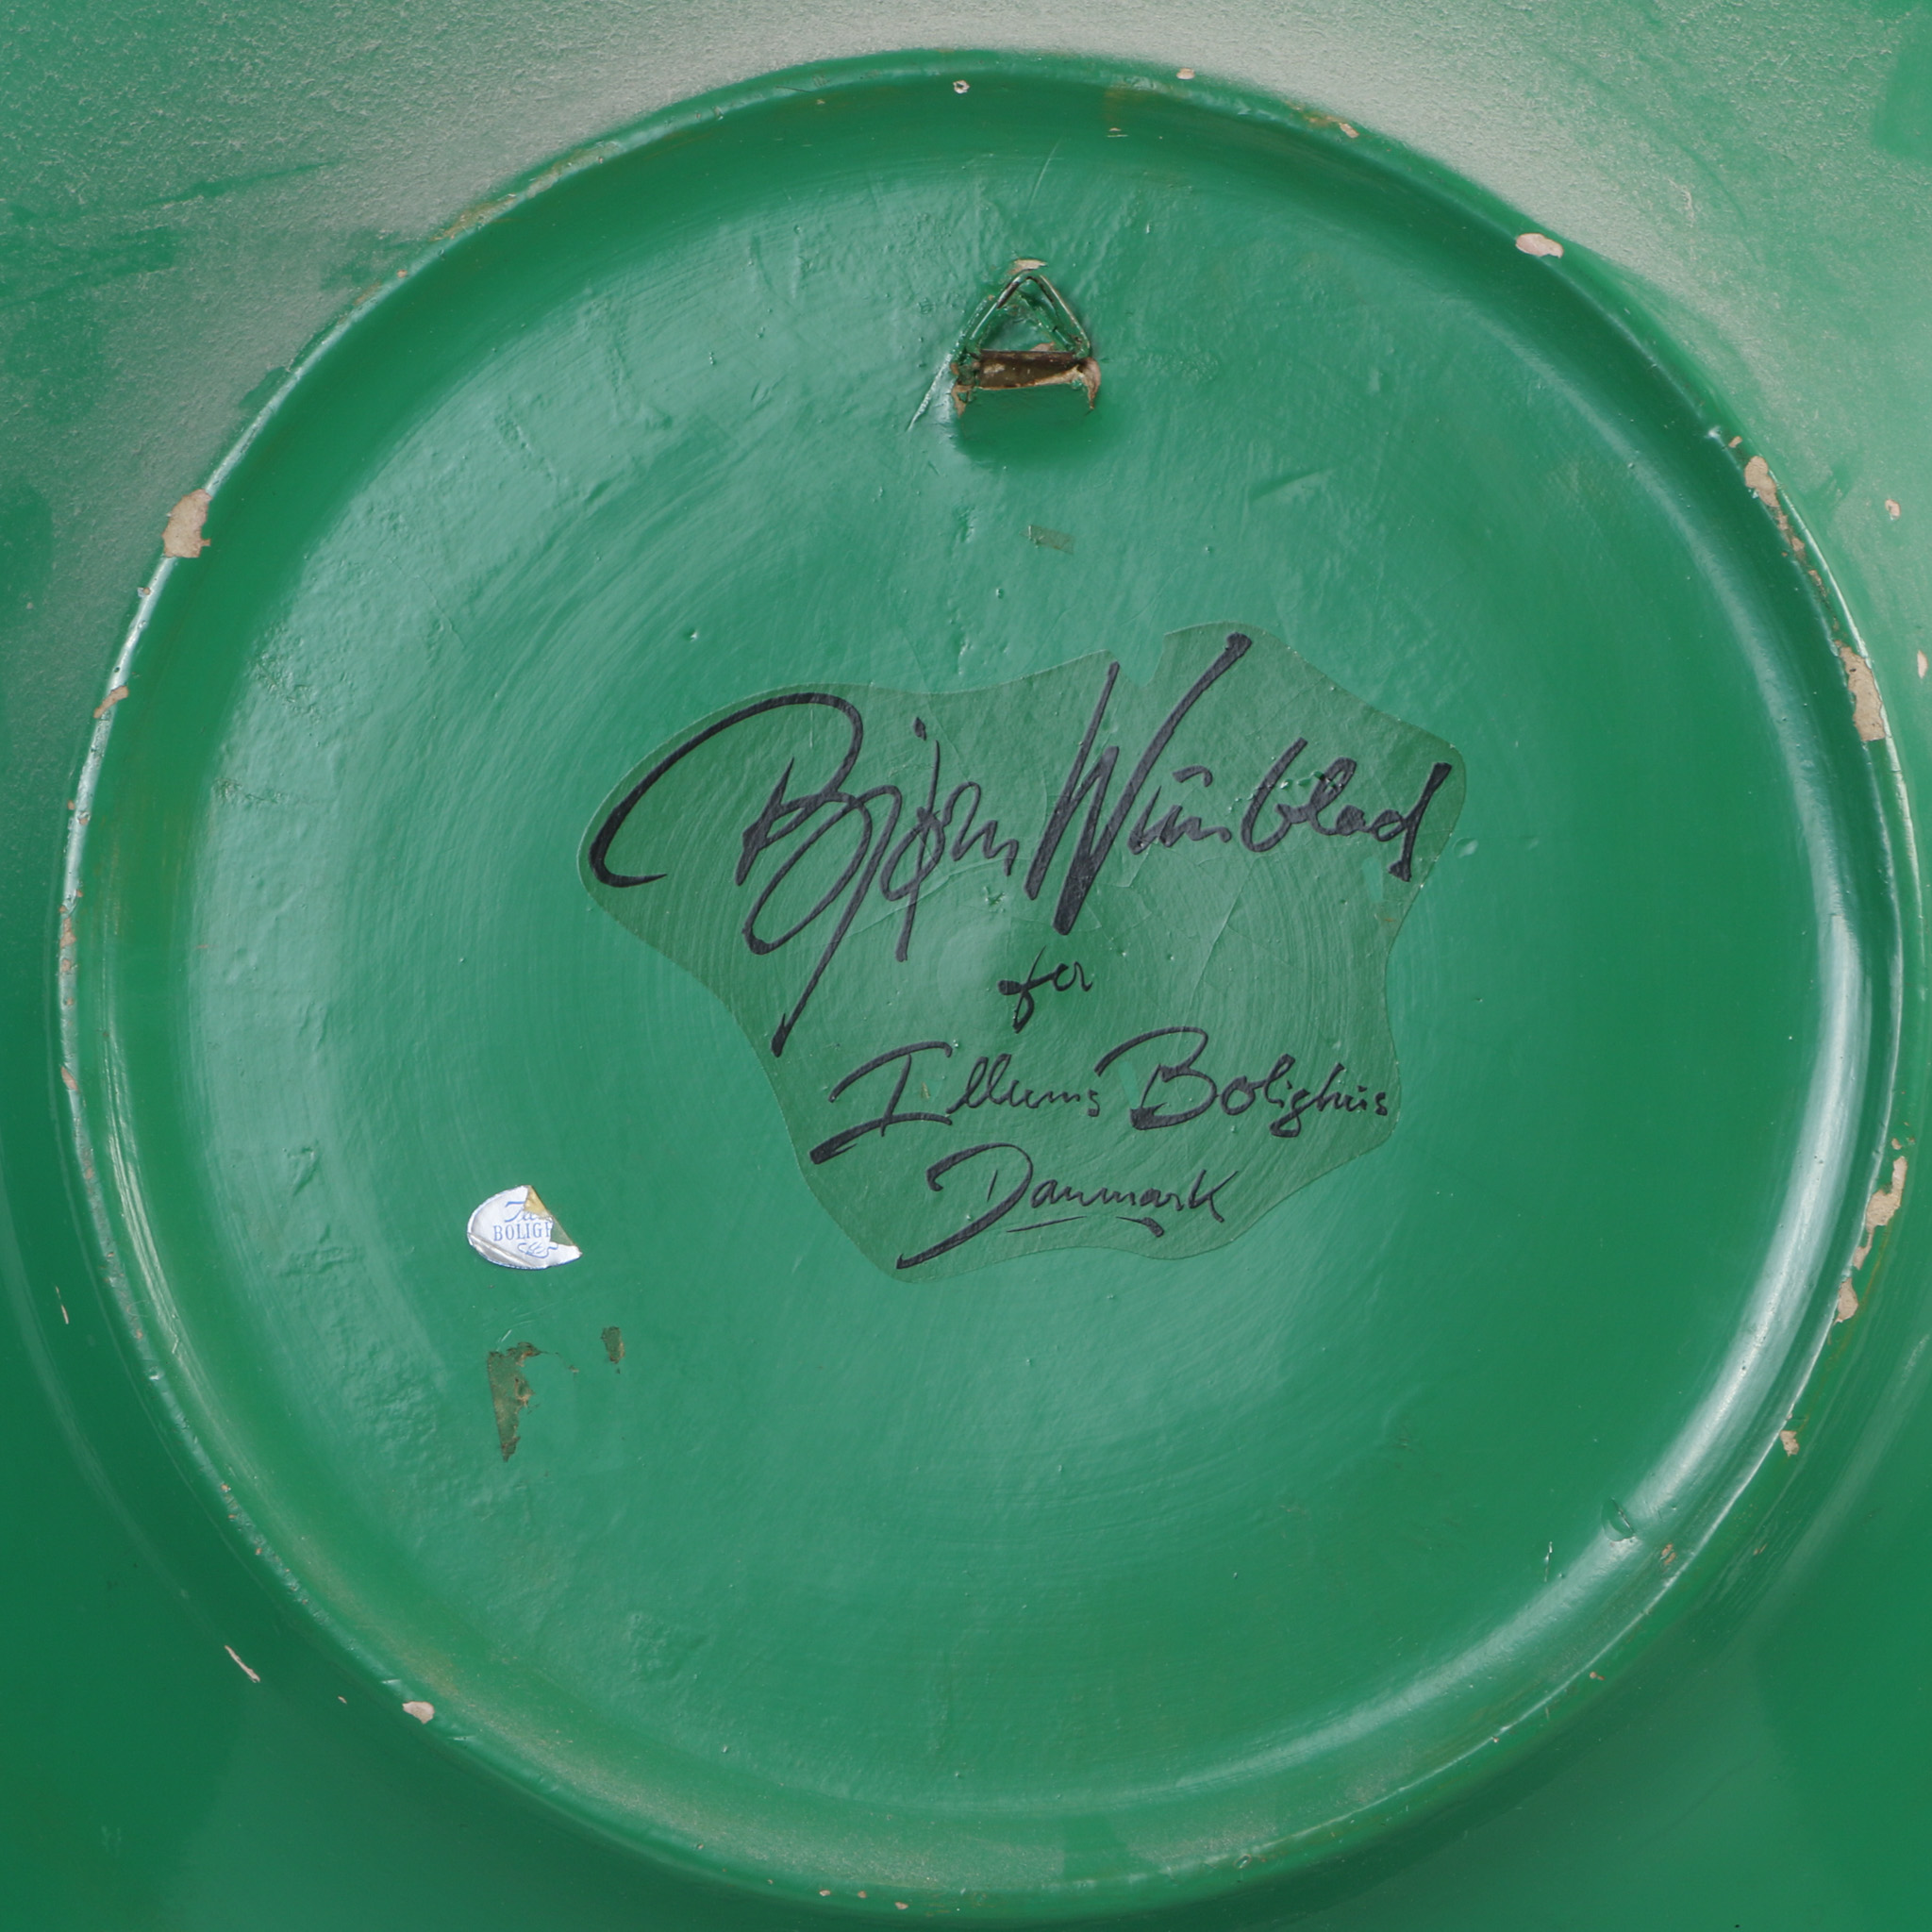 Bjørn Wiinblad
for
Illums Bolighus
Danmark
BOLIGH